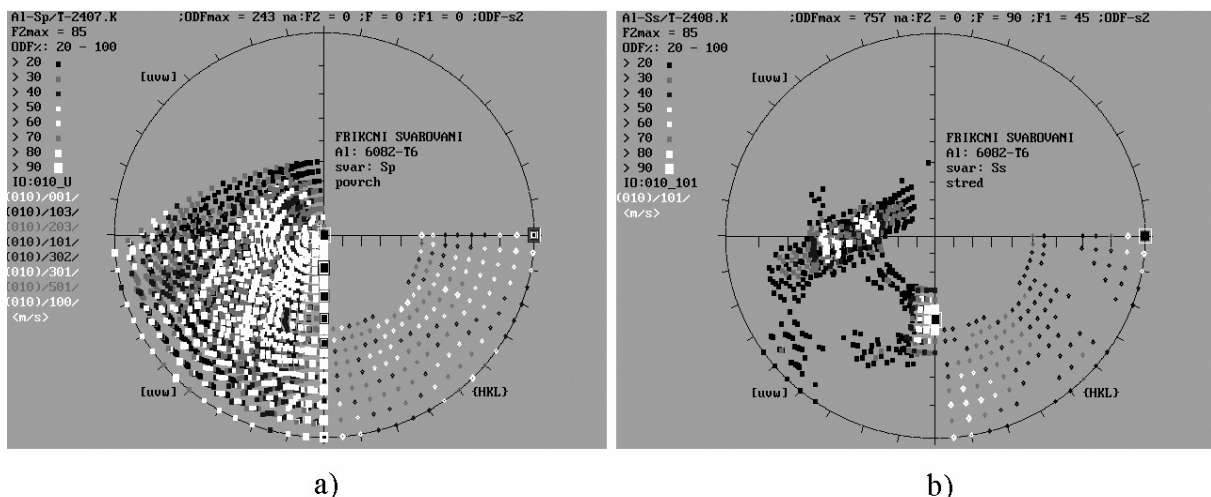 Al-Sp/T-2407.K ;ODFmax = 243 na:F2 = 0 ;F = 0 ;F1 = 0 ;ODF-s2
F2max = 85
ODF%: 20 - 100
> 20
> 30
> 40
> 50
> 60
> 70
> 80
> 90
IO:010_U
(010)/001/
(010)/103/
(010)/203/
(010)/101/
(010)/302/
(010)/301/
(010)/501/
(010)/100/
<m/s>
[uvw]
FRIKCNI SVAROVANI
Al: 6082-T6
svar: Sp
povrch
[uvw]
{HKL}
a)
Al-Ss/T-2408.K ;ODFmax = 757 na:F2 = 0 ;F = 90 ;F1 = 45 ;ODF-s2
F2max = 85
ODF%: 20 - 100
> 20
> 30
> 40
> 50
> 60
> 70
> 80
> 90
IO:010_101
(010)/101/
<m/s>
[uvw]
FRIKCNI SVAROVANI
Al: 6082-T6
svar: Ss
stred
[uvw]
{HKL}
b)